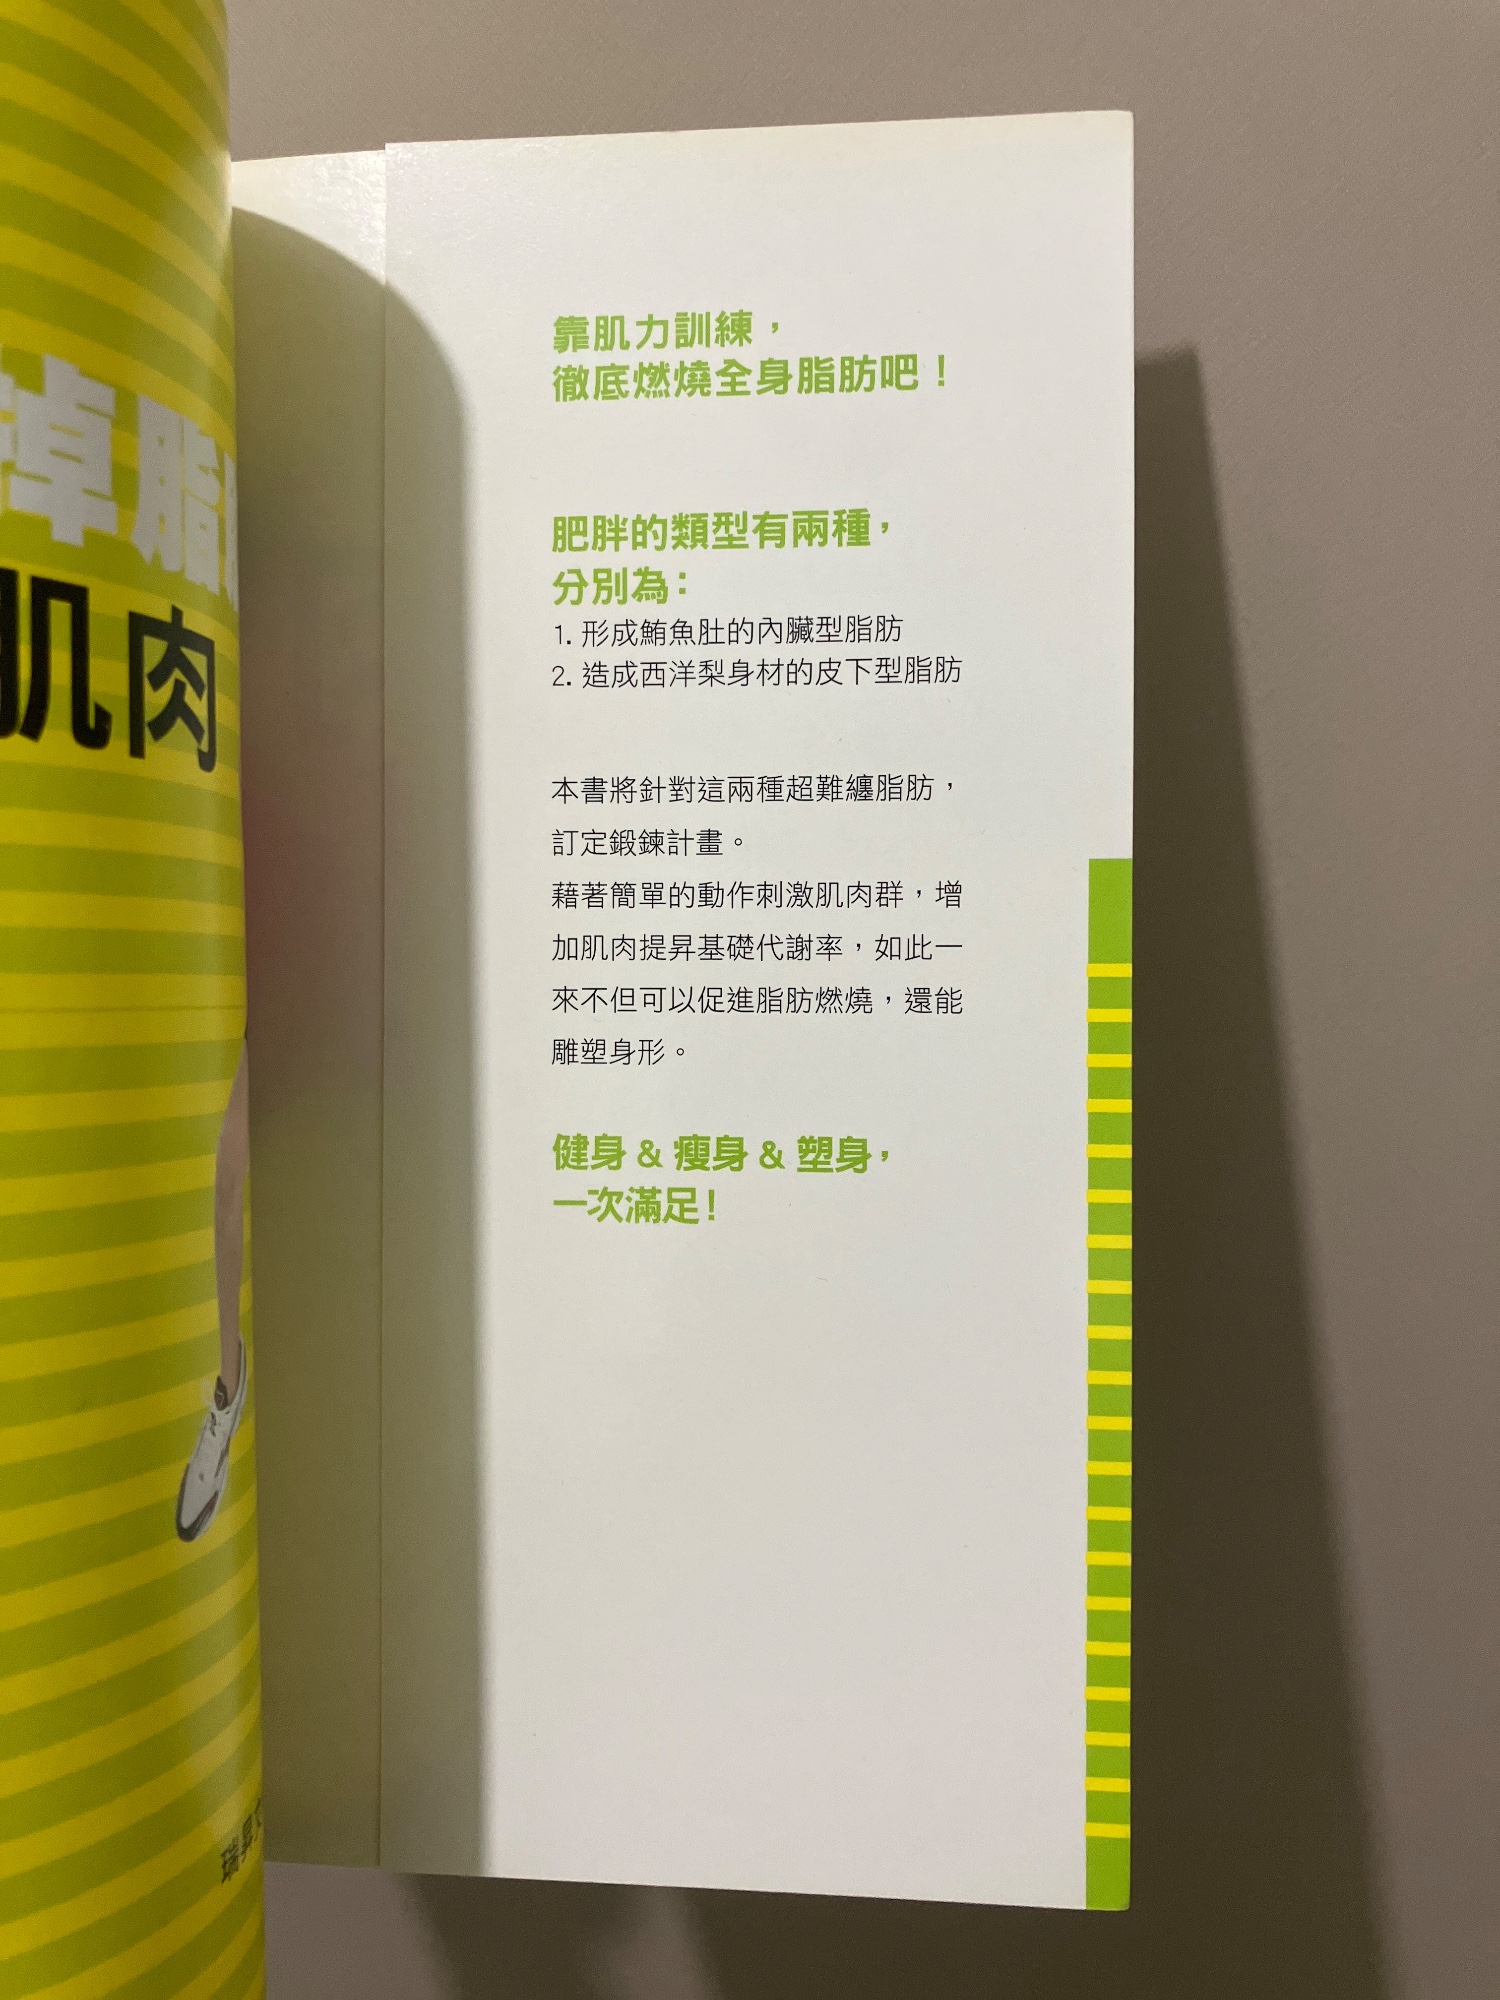 掉脂
肌肉
瑞昇文
靠肌力訓練，
徹底燃燒全身脂肪吧！
肥胖的類型有兩種，
分別為：
1. 形成鮪魚肚的內臟型脂肪
2. 造成西洋梨身材的皮下型脂肪
本書將針對這兩種超難纏脂肪，
訂定鍛鍊計畫。
藉著簡單的動作刺激肌肉群，增
加肌肉提昇基礎代謝率，如此一
來不但可以促進脂肪燃燒，還能
雕塑身形。
健身 & 瘦身 & 塑身，
一次滿足！